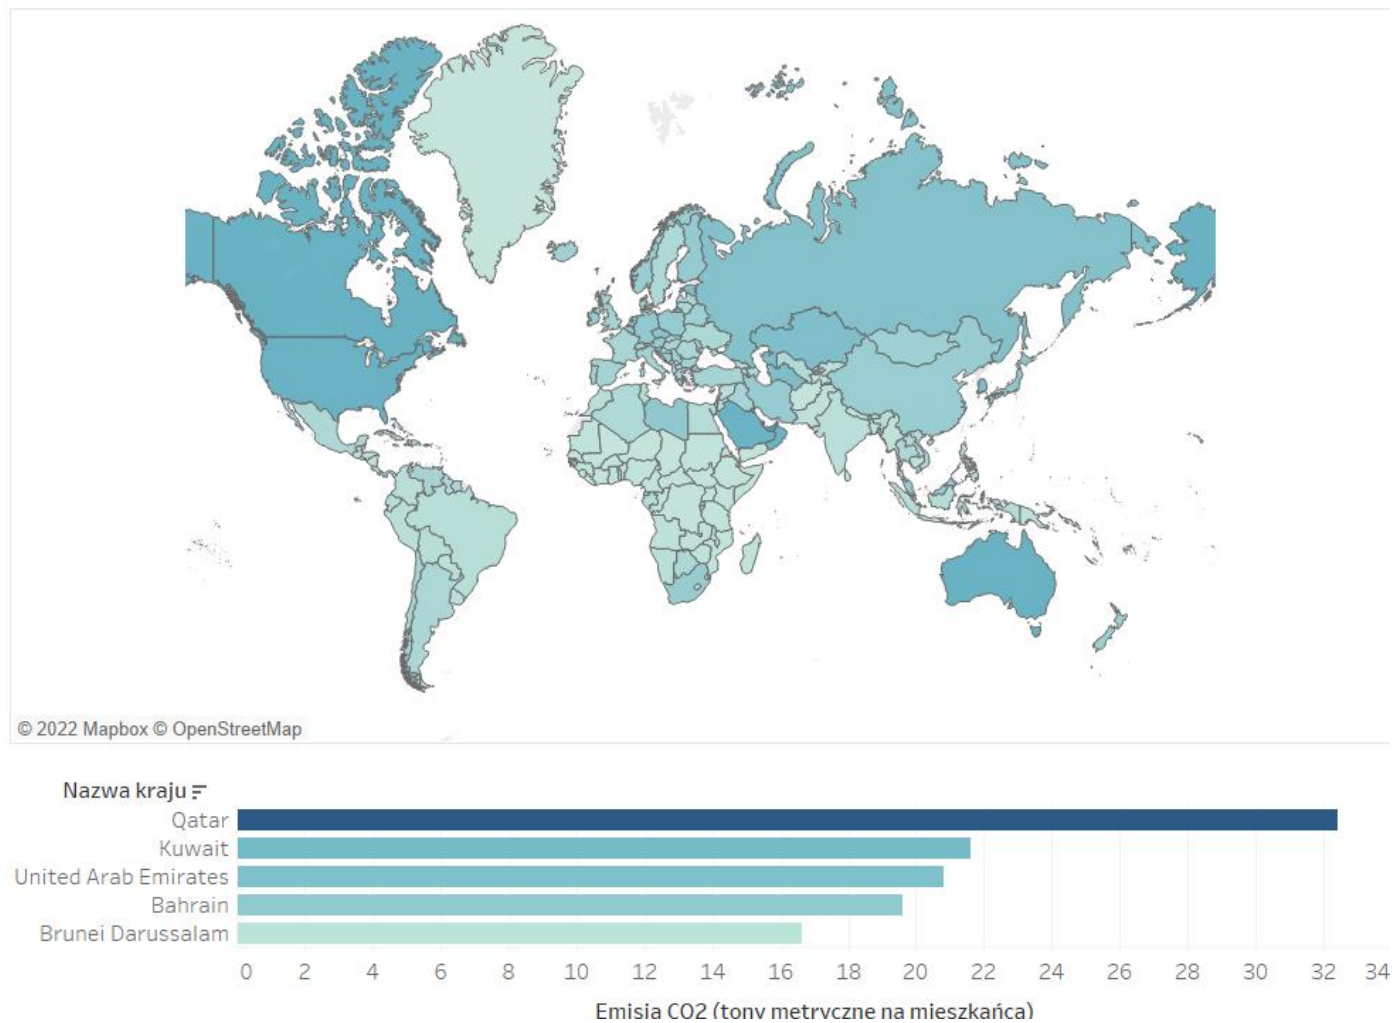 © 2022 Mapbox © OpenStreetMap
Nazwa kraju
Qatar
Kuwait
United Arab Emirates
Bahrain
Brunei Darussalam
0 2 4 6 8 10 12 14 16 18 20 22 24 26 28 30 32 34
Emisja CO2 (tony metryczne na mieszkańca)